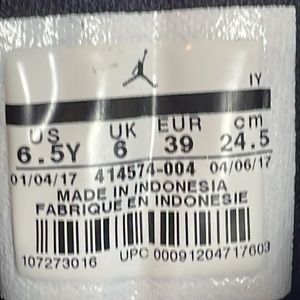 IY
US UK EUR cm
6.5Y 6 39 24.5
01/04/17 414574-004 04/06/17
MADE IN INDONESIA
FABRIQUE EN INDONESIE
107273016 UPC 00091204717603